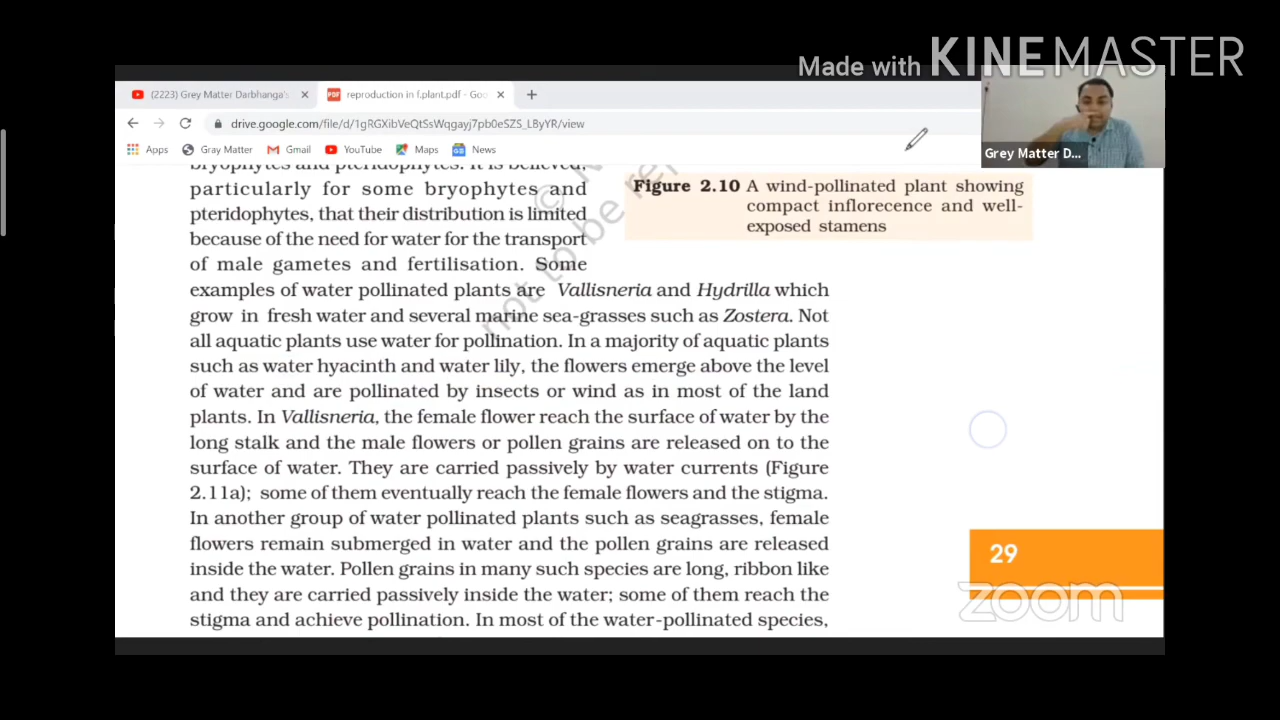 Made with KINEMASTER
(2223) Grey Matter Darbhanga's
reproduction in f.plant.pdf - Goo
drive.google.com/file/d/1gRGXibVeQtSsWqgayj7pb0eSZS_LByYR/view
Apps
Gray Matter
Gmail
YouTube
Maps
News
Grey Matter D...
bryophytes and pteridophytes. It is believed,
particularly for some bryophytes and
pteridophytes, that their distribution is limited
because of the need for water for the transport
of male gametes and fertilisation. Some
examples of water pollinated plants are Vallisneria and Hydrilla which
grow in fresh water and several marine sea-grasses such as Zostera. Not
all aquatic plants use water for pollination. In a majority of aquatic plants
such as water hyacinth and water lily, the flowers emerge above the level
of water and are pollinated by insects or wind as in most of the land
plants. In Vallisneria, the female flower reach the surface of water by the
long stalk and the male flowers or pollen grains are released on to the
surface of water. They are carried passively by water currents (Figure
2.11a); some of them eventually reach the female flowers and the stigma.
In another group of water pollinated plants such as seagrasses, female
flowers remain submerged in water and the pollen grains are released
inside the water. Pollen grains in many such species are long, ribbon like
and they are carried passively inside the water; some of them reach the
stigma and achieve pollination. In most of the water-pollinated species,
Figure 2.10 A wind-pollinated plant showing
compact inflorecence and well-
exposed stamens
not to be re
29
zoom